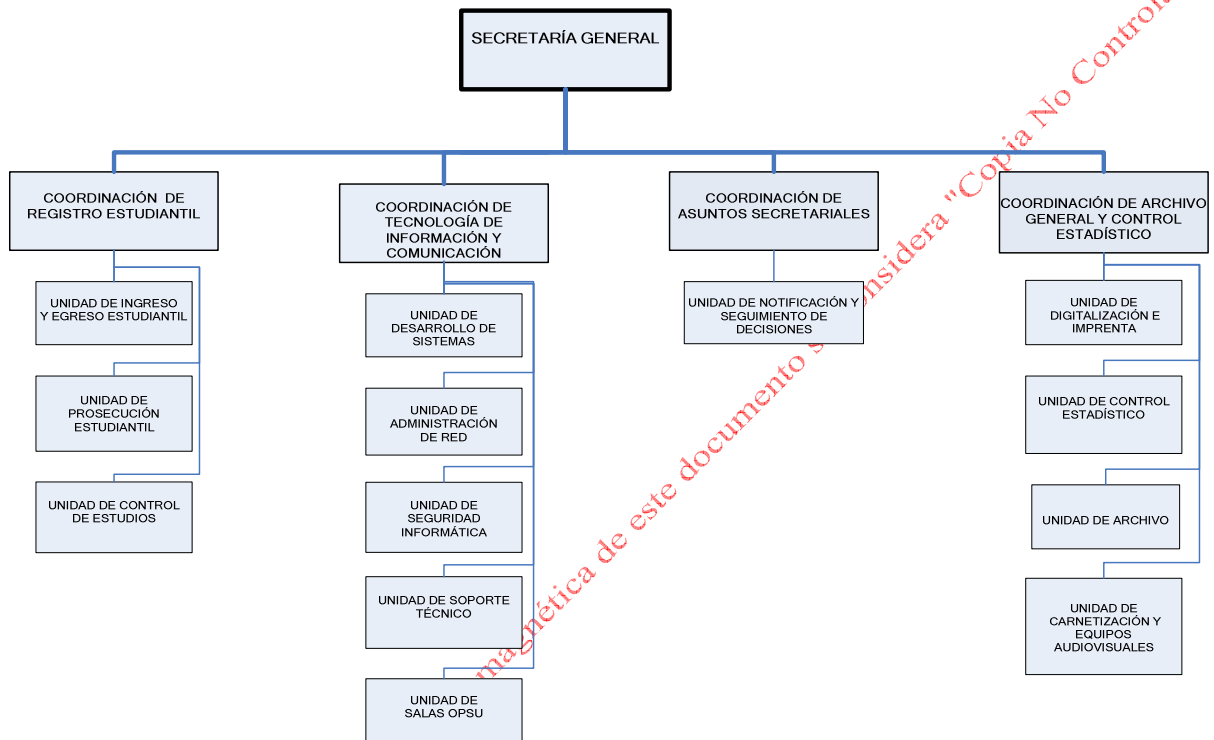 SECRETARÍA GENERAL
COORDINACIÓN DE
REGISTRO ESTUDIANTIL
UNIDAD DE INGRESO
Y EGRESO ESTUDIANTIL
UNIDAD DE
PROSECUCIÓN
ESTUDIANTIL
UNIDAD DE CONTROL
DE ESTUDIOS
COORDINACIÓN DE
TECNOLOGÍA DE
INFORMACIÓN Y
COMUNICACIÓN
UNIDAD DE
DESARROLLO DE
SISTEMAS
UNIDAD DE
ADMINISTRACIÓN
DE RED
UNIDAD DE
SEGURIDAD
INFORMÁTICA
UNIDAD DE SOPORTE
TÉCNICO
UNIDAD DE
SALAS OPSU
COORDINACIÓN DE
ASUNTOS SECRETARIALES
UNIDAD DE NOTIFICACIÓN Y
SEGUIMIENTO DE
DECISIONES
COORDINACIÓN DE ARCHIVO
GENERAL Y CONTROL
ESTADÍSTICO
UNIDAD DE
DIGITALIZACIÓN E
IMPRENTA
UNIDAD DE CONTROL
ESTADÍSTICO
UNIDAD DE ARCHIVO
UNIDAD DE
CARNETIZACIÓN Y
EQUIPOS
AUDIOVISUALES
magnética de este documento s nsidera "Copia No Control